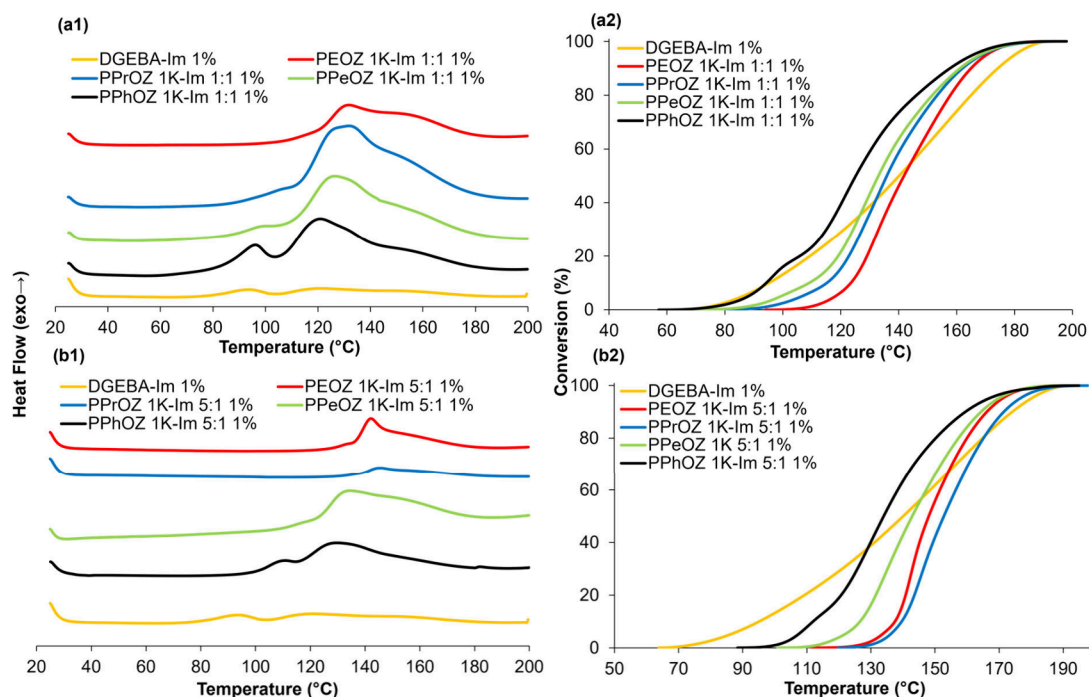 (a1)
DGEBA-Im 1%
PEOZ 1K-Im 1:1 1%
PPrOZ 1K-Im 1:1 1%
PPeOZ 1K-Im 1:1 1%
PPhOZ 1K-Im 1:1 1%
20 40 60 80 100 120 140 160 180 200
Temperature (°C)
(b1)
DGEBA-Im 1%
PEOZ 1K-Im 5:1 1%
PPrOZ 1K-Im 5:1 1%
PPeOZ 1K-Im 5:1 1%
PPhOZ 1K-Im 5:1 1%
20 40 60 80 100 120 140 160 180 200
Temperature (°C)
Heat Flow (exo→)
(a2)
100
80
60
40
20
0
DGEBA-Im 1%
PEOZ 1K-Im 1:1 1%
PPrOZ 1K-Im 1:1 1%
PPeOZ 1K-Im 1:1 1%
PPhOZ 1K-Im 1:1 1%
40 60 80 100 120 140 160 180 200
Temperature (°C)
(b2)
100
80
60
40
20
0
DGEBA-Im 1%
PEOZ 1K-Im 5:1 1%
PPrOZ 1K-Im 5:1 1%
PPeOZ 1K 5:1 1%
PPhOZ 1K-Im 5:1 1%
50 70 90 110 130 150 170 190
Temperature (°C)
Conversion (%)